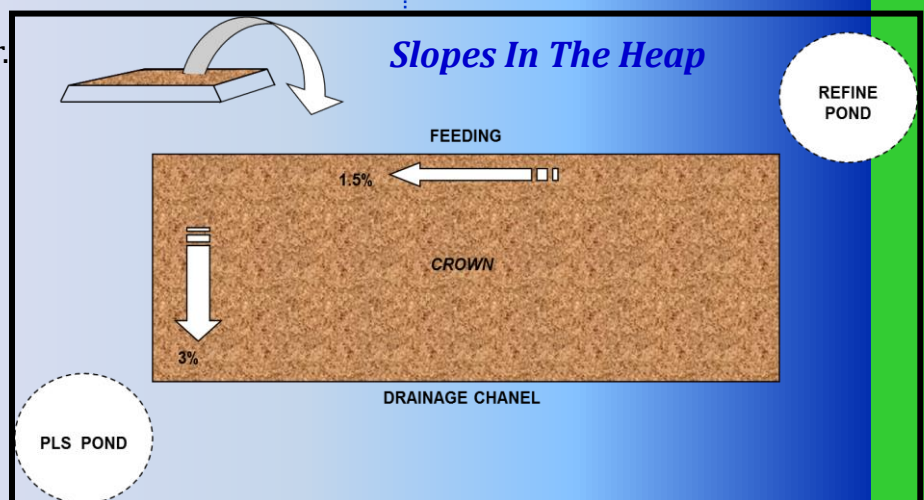 Slopes In The Heap
REFINE
POND
FEEDING
1.5%
CROWN
3%
DRAINAGE CHANEL
PLS POND